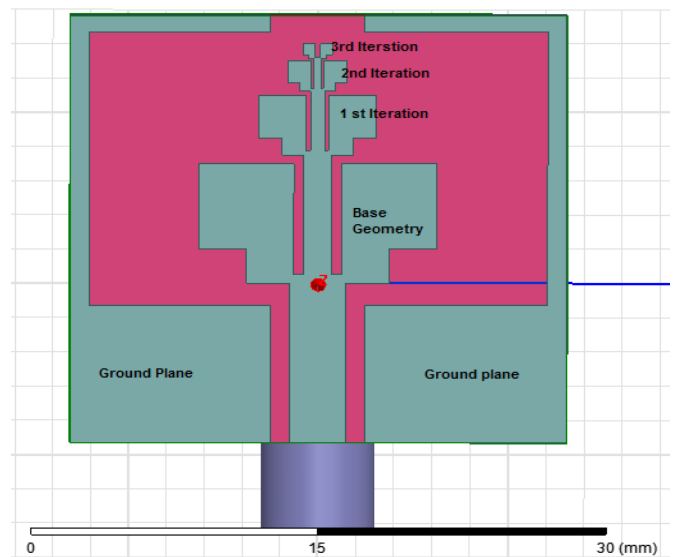 3rd Iterstion
2nd Iteration
1 st Iteration
Base
Geometry
Ground Plane
Ground plane
0
15
30 (mm)